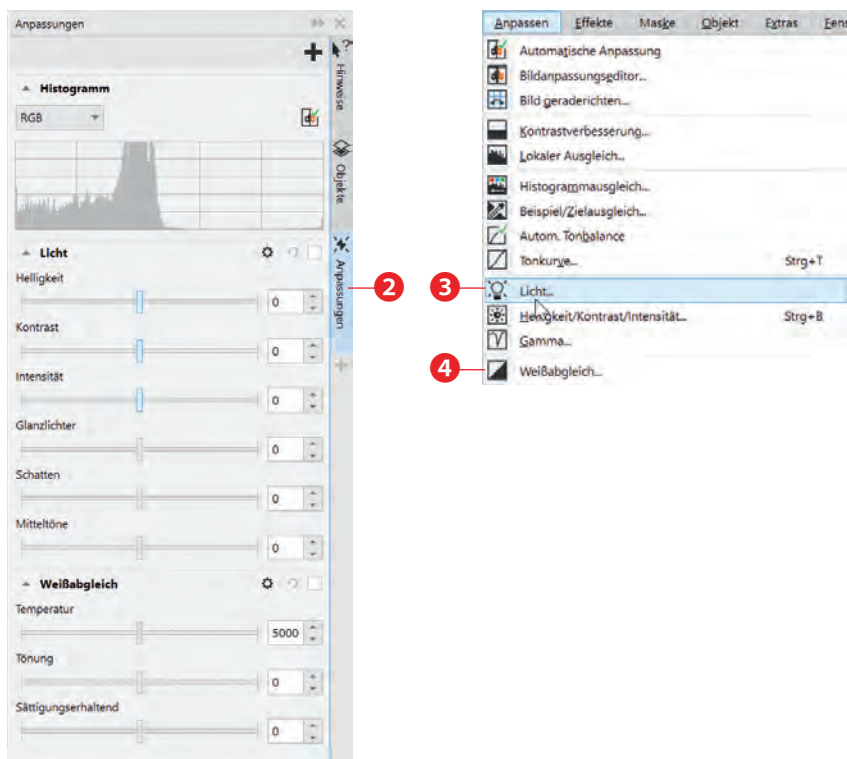 Anpassungen
Histogramm
RGB
Licht
Helligkeit
0
Kontrast
0
Intensität
0
Glanzlichter
0
Schatten
0
Mitteltöne
0
Weißabgleich
Temperatur
5000
Tönung
0
Sättigungserhaltend
0
?
Hinweise
Objekte
Anpassungen
2
Anpassen Effekte Maske Objekt Extras Fens
Automatische Anpassung
Bildanpassungseditor...
Bild geraderichten...
Kontrastverbesserung...
Lokaler Ausgleich...
Histogrammausgleich...
Beispiel/Zielausgleich...
Autom. Tonbalance
Tonkurve... Strg+T
3 Licht...
Helligkeit/Kontrast/Intensität... Strg+B
Gamma...
4 Weißabgleich...